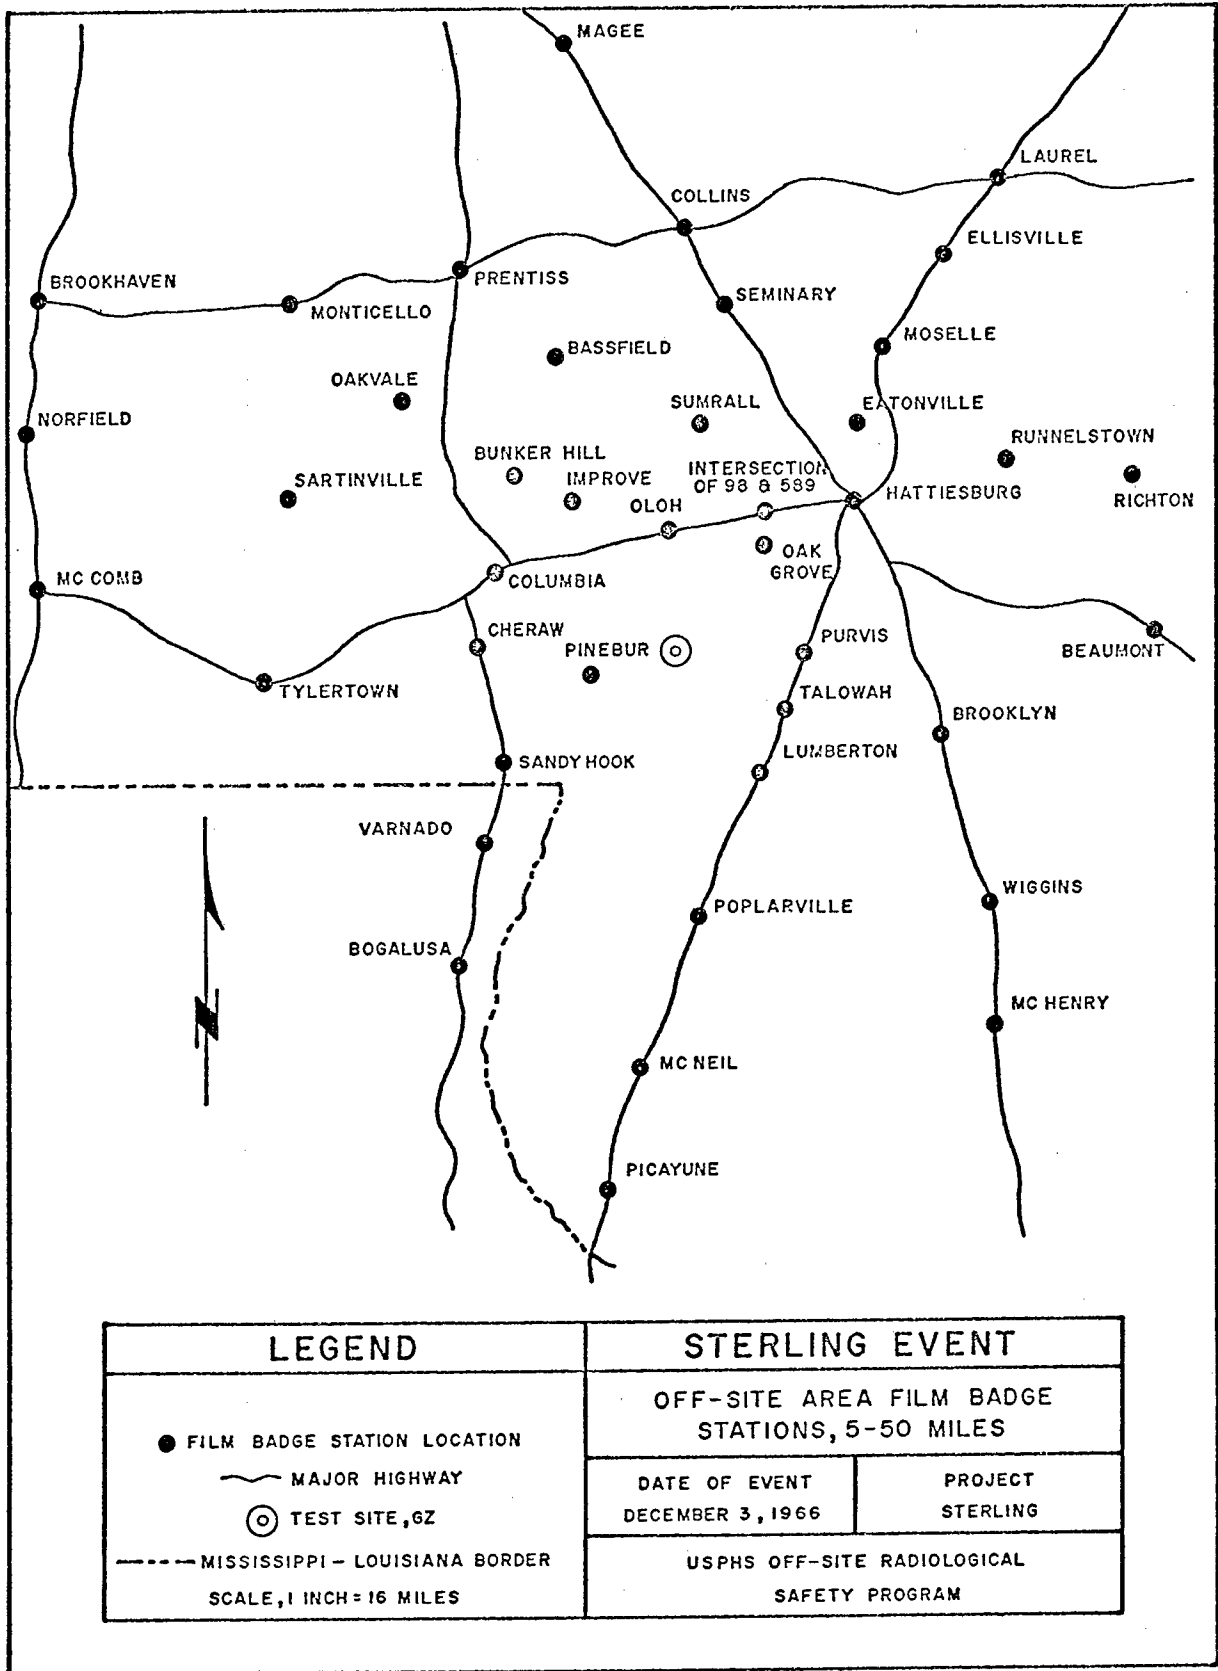 MAGEE
LAUREL
COLLINS
ELLISVILLE
BROOKHAVEN
PRENTISS
MONTICELLO
SEMINARY
MOSELLE
BASSFIELD
OAKVALE
SUMRALL
EATONVILLE
NORFIELD
RUNNELSTOWN
BUNKER HILL
SARTINVILLE
IMPROVE
INTERSECTION
OF 98 & 589
HATTIESBURG
RICHTON
OLOH
OAK
GROVE
MC COMB
COLUMBIA
CHERAW
PINEBUR
PURVIS
BEAUMONT
TYLERTOWN
TALOWAH
BROOKLYN
LUMBERTON
SANDY HOOK
VARNADO
WIGGINS
POPLARVILLE
BOGALUSA
MC HENRY
N
MC NEIL
PICAYUNE
LEGEND
FILM BADGE STATION LOCATION
MAJOR HIGHWAY
TEST SITE, GZ
MISSISSIPPI - LOUISIANA BORDER
SCALE, 1 INCH = 16 MILES
STERLING EVENT
OFF-SITE AREA FILM BADGE
STATIONS, 5-50 MILES
DATE OF EVENT
DECEMBER 3, 1966
PROJECT
STERLING
USPHS OFF-SITE RADIOLOGICAL
SAFETY PROGRAM